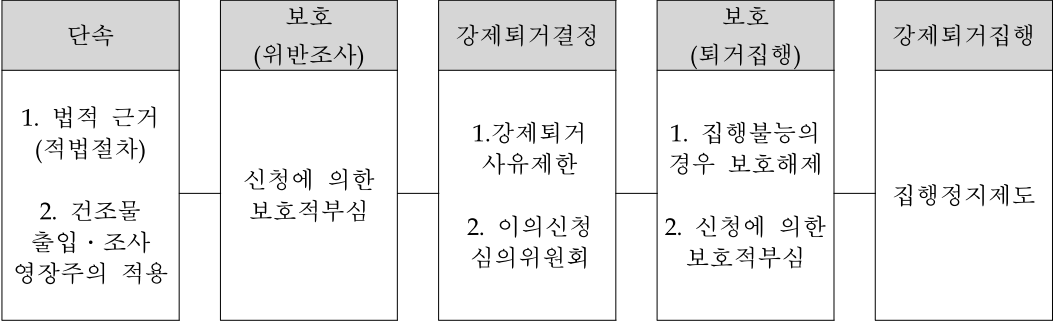 단속
1. 법적 근거
(적법절차)
2. 건조물
출입・조사
영장주의 적용
보호
(위반조사)
신청에 의한
보호적부심
강제퇴거결정
1.강제퇴거
사유제한
2. 이의신청
심의위원회
보호
(퇴거집행)
1. 집행불능의
경우 보호해제
2. 신청에 의한
보호적부심
강제퇴거집행
집행정지제도